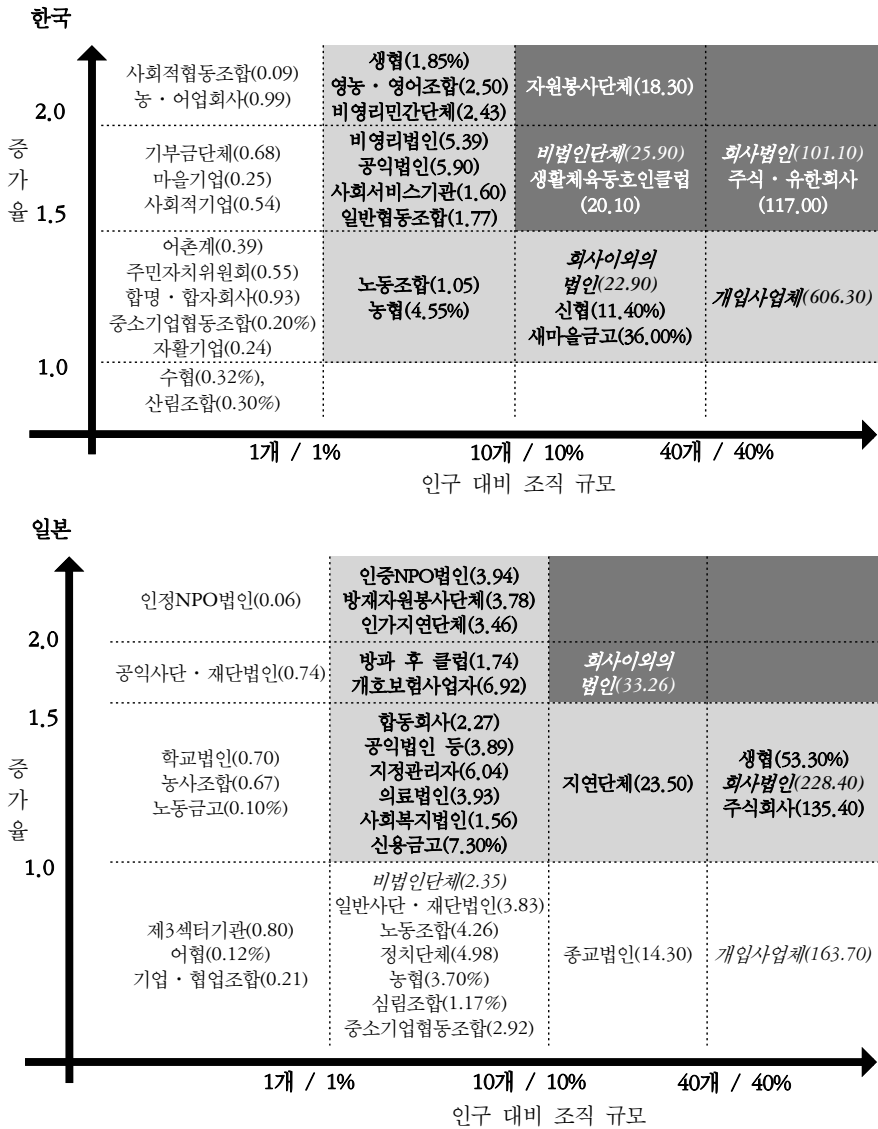 한국
사회적협동조합(0.09)
농・어업회사(0.99)
생협(1.85%)
영농・영어조합(2.50)
비영리민간단체(2.43)
자원봉사단체(18.30)
2.0
증
가
율
기부금단체(0.68)
마을기업(0.25)
사회적기업(0.54)
비영리법인(5.39)
공익법인(5.90)
사회서비스기관(1.60)
일반협동조합(1.77)
비법인단체(25.90)
생활체육동호인클럽
(20.10)
회사법인(101.10)
주식・유한회사
(117.00)
1.5
어촌계(0.39)
주민자치위원회(0.55)
합명・합자회사(0.93)
중소기업협동조합(0.20%)
자활기업(0.24)
노동조합(1.05)
농협(4.55%)
회사이외의
법인(22.90)
신협(11.40%)
새마을금고(36.00%)
개입사업체(606.30)
1.0
수협(0.32%),
산림조합(0.30%)
1개 / 1%
10개 / 10%
40개 / 40%
인구 대비 조직 규모
일본
인정NPO법인(0.06)
인증NPO법인(3.94)
방재자원봉사단체(3.78)
인가지연단체(3.46)
2.0
공익사단・재단법인(0.74)
방과 후 클럽(1.74)
개호보험사업자(6.92)
회사이외의
법인(33.26)
1.5
증
가
율
학교법인(0.70)
농사조합(0.67)
노동금고(0.10%)
합동회사(2.27)
공익법인 등(3.89)
지정관리자(6.04)
의료법인(3.93)
사회복지법인(1.56)
신용금고(7.30%)
지연단체(23.50)
생협(53.30%)
회사법인(228.40)
주식회사(135.40)
1.0
제3섹터기관(0.80)
어협(0.12%)
기업・협업조합(0.21)
비법인단체(2.35)
일반사단・재단법인(3.83)
노동조합(4.26)
정치단체(4.98)
농협(3.70%)
심림조합(1.17%)
중소기업협동조합(2.92)
종교법인(14.30)
개입사업체(163.70)
1개 / 1%
10개 / 10%
40개 / 40%
인구 대비 조직 규모